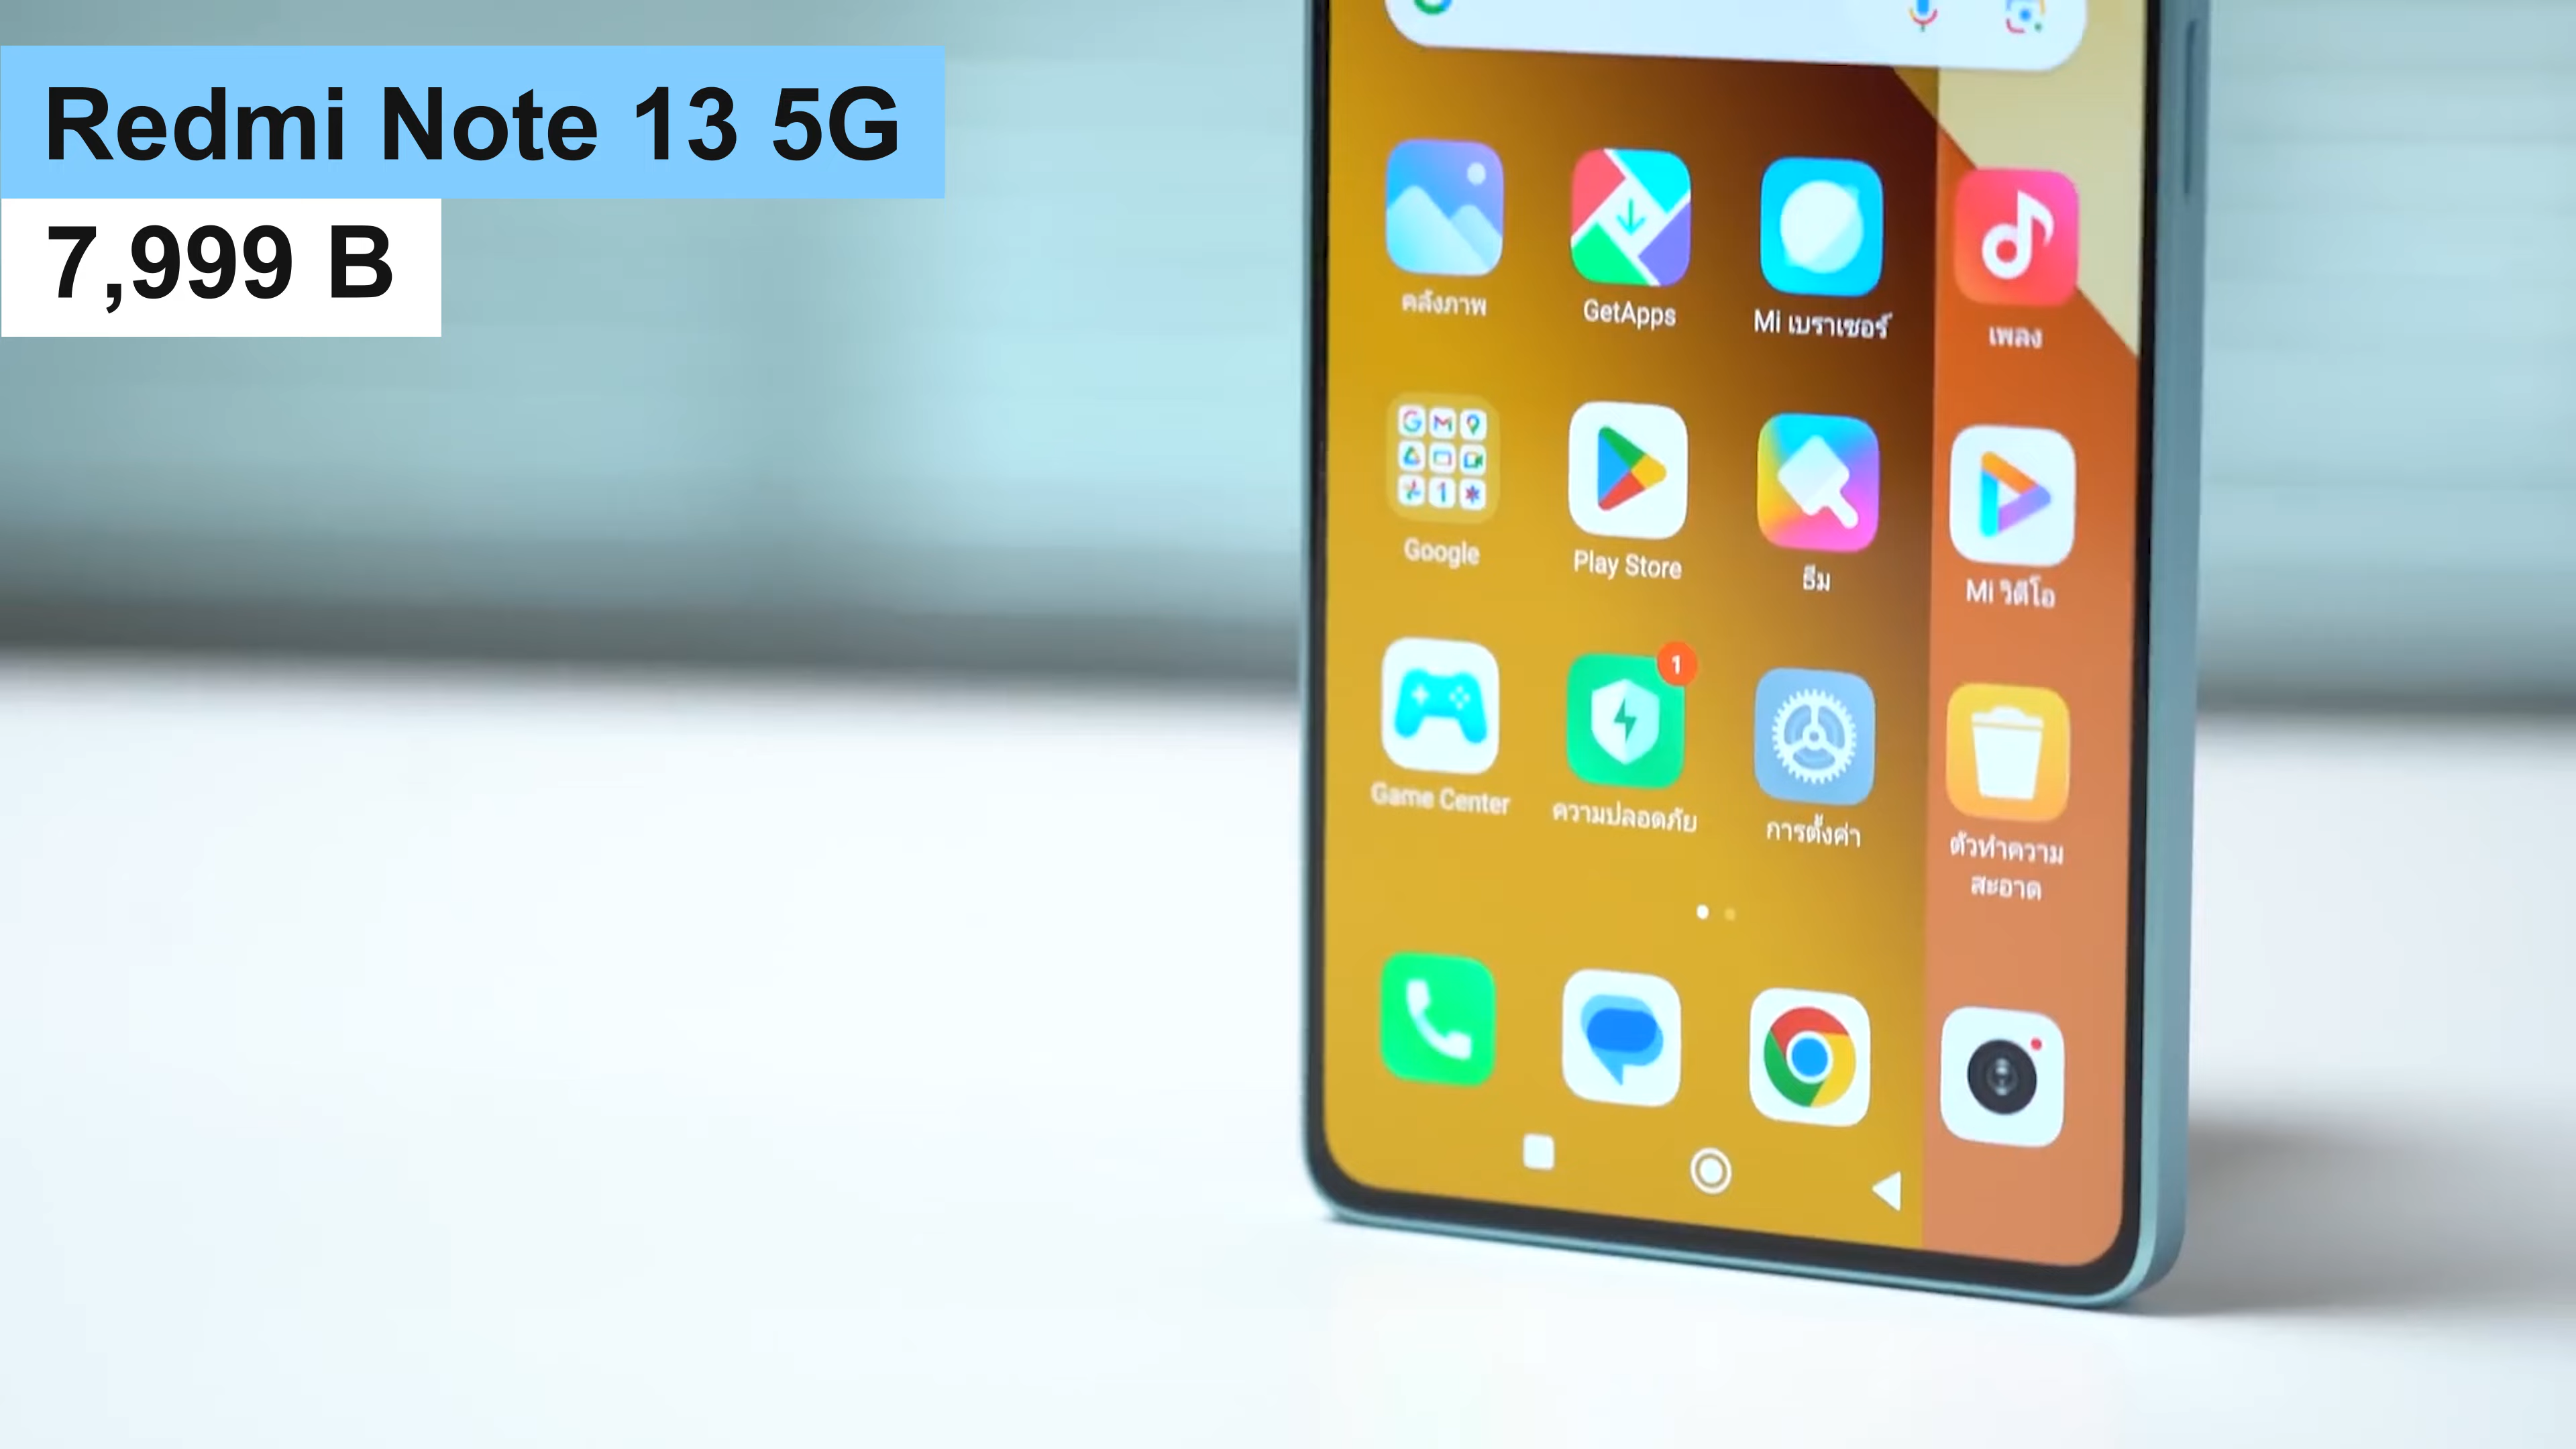 Redmi Note 13 5G
7,999 B
คลังภาพ
GetApps
Mi เบราเซอร์
เพลง
Google
Play Store
ธีม
Mi วิดีโอ
1
Game Center
ความปลอดภัย
การตั้งค่า
ตัวทำความ
สะอาด